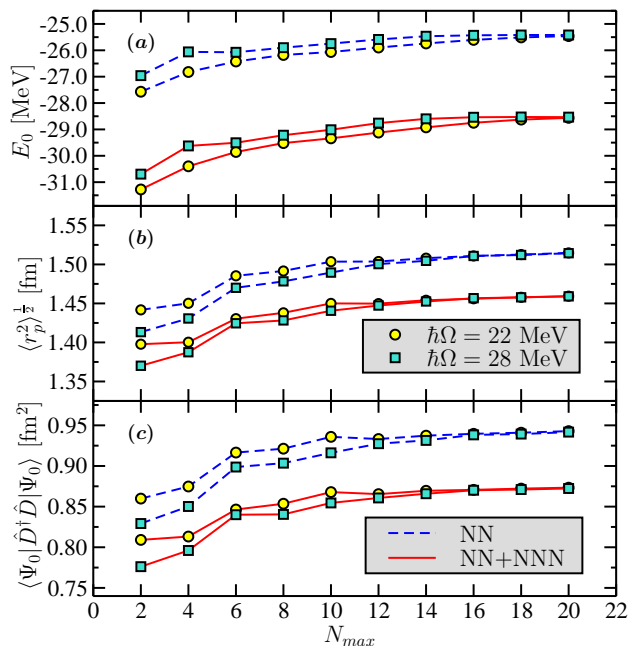 (a)
E₀ [MeV]
-25.0
-26.0
-27.0
-28.0
-29.0
-30.0
-31.0
(b)
⟨r²ₚ⟩^½ [fm]
1.55
1.50
1.45
1.40
1.35
ℏΩ = 22 MeV
ℏΩ = 28 MeV
(c)
⟨Ψ₀|D̂†D̂|Ψ₀⟩ [fm²]
0.95
0.90
0.85
0.80
0.75
NN
NN+NNN
0 2 4 6 8 10 12 14 16 18 20 22
N_max